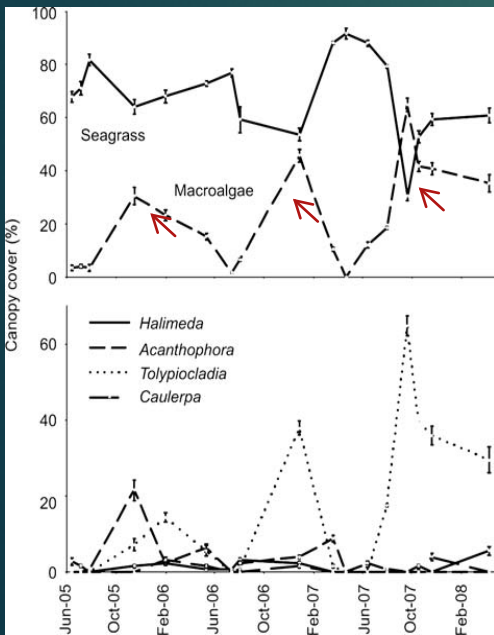 100
80
60
40
20
0
Seagrass
Macroalgae
Canopy cover (%)
Halimeda
Acanthophora
Tolypiocladia
Caulerpa
60
40
20
0
Jun-05
Oct-05
Feb-06
Jun-06
Oct-06
Feb-07
Jun-07
Oct-07
Feb-08